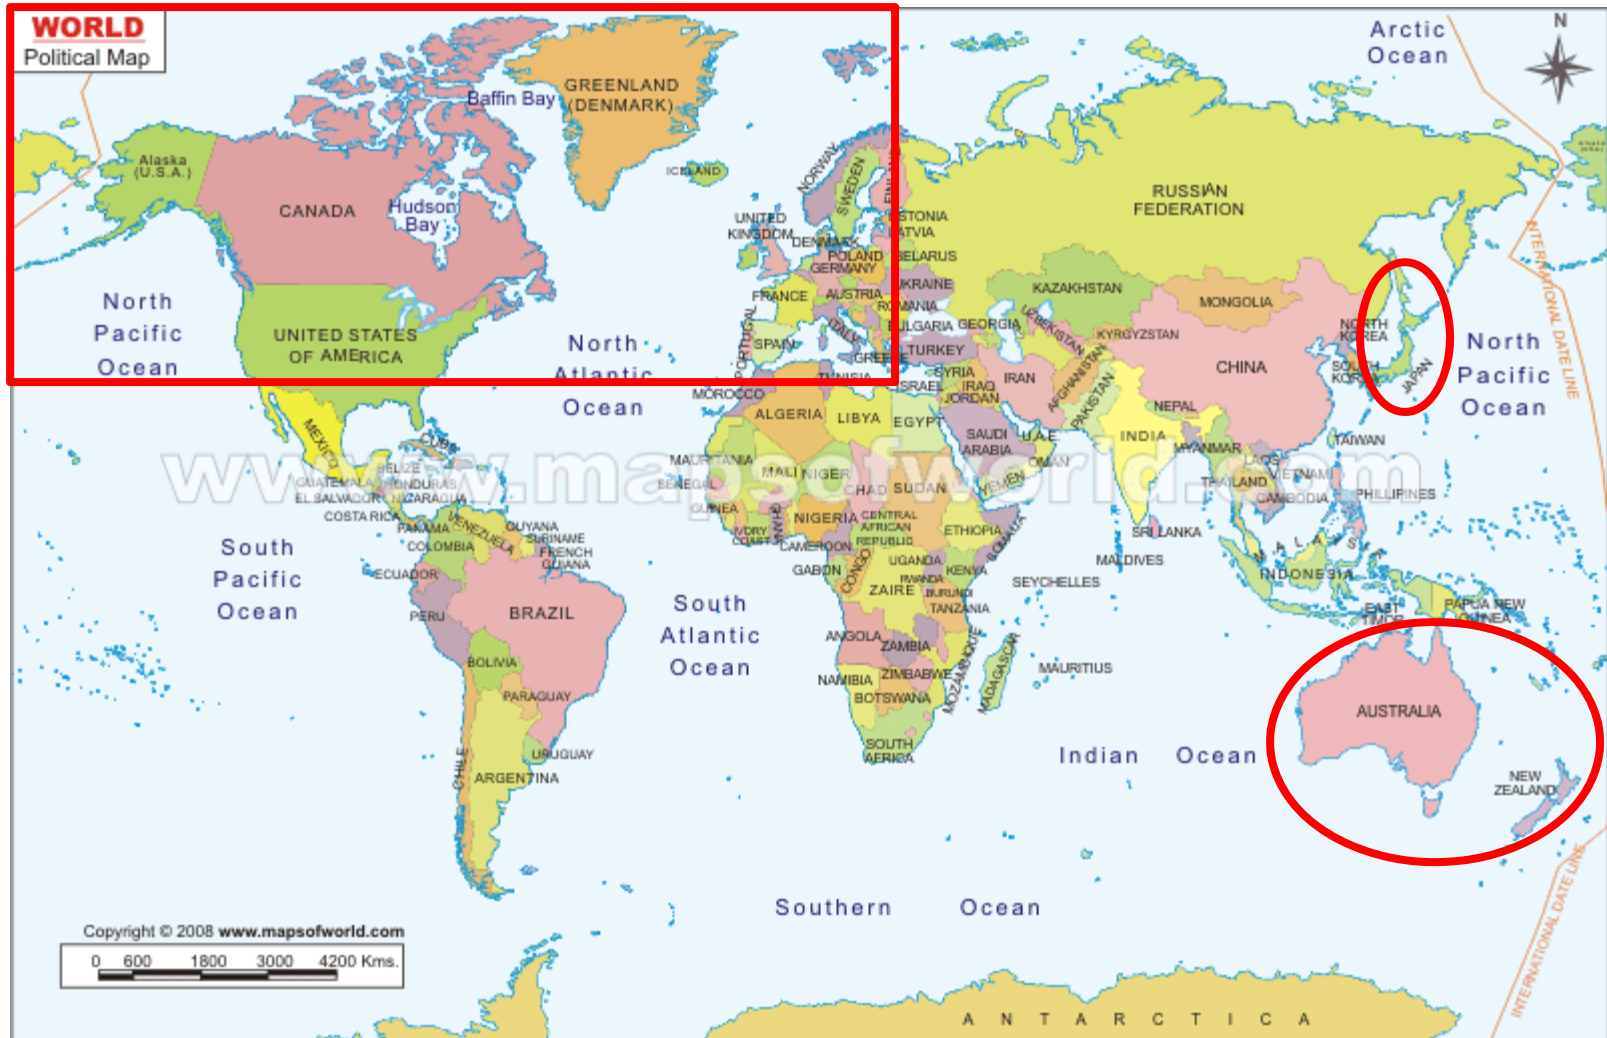 WORLD
Political Map
Arctic
Ocean
N
GREENLAND
(DENMARK)
Baffin Bay
Alaska
(U.S.A.)
ICELAND
NORWAY
SWEDEN
RUSSIAN
FEDERATION
CANADA
Hudson
Bay
UNITED
KINGDOM
DENMARK
ESTONIA
LATVIA
POLAND
BELARUS
GERMANY
UKRAINE
FRANCE
AUSTRIA
ROMANIA
KAZAKHSTAN
MONGOLIA
INTERNATIONAL DATE LINE
North
Pacific
Ocean
UNITED STATES
OF AMERICA
PORTUGAL
SPAIN
ITALY
BULGARIA
GEORGIA
UZBEKISTAN
KYRGYZSTAN
NORTH
KOREA
North
Atlantic
Ocean
GREECE
TURKEY
SYRIA
IRAN
AFGHANISTAN
CHINA
SOUTH
KOREA
JAPAN
North
Pacific
Ocean
TUNISIA
MOROCCO
ISRAEL
IRAQ
JORDAN
PAKISTAN
NEPAL
MEXICO
CUBA
ALGERIA
LIBYA
EGYPT
SAUDI
ARABIA
U.A.E.
OMAN
INDIA
MYANMAR
TAIWAN
www.mapsofworld.com
BELIZE
GUATEMALA
HONDURAS
EL SALVADOR
NICARAGUA
COSTA RICA
PANAMA
MAURITANIA
MALI
NIGER
CHAD
SUDAN
YEMEN
LAOS
VIETNAM
THAILAND
CAMBODIA
PHILLIPINES
SENEGAL
GUINEA
IVORY
COAST
GHANA
NIGERIA
CENTRAL
AFRICAN
REPUBLIC
ETHIOPIA
SOMALIA
SRI LANKA
MALDIVES
MALAYSIA
VENEZUELA
GUYANA
SURINAME
FRENCH
GUIANA
COLOMBIA
ECUADOR
CAMEROON
GABON
CONGO
UGANDA
KENYA
RWANDA
BURUNDI
ZAIRE
TANZANIA
SEYCHELLES
INDONESIA
EAST
TIMOR
PAPUA NEW
GUINEA
South
Pacific
Ocean
PERU
BRAZIL
South
Atlantic
Ocean
ANGOLA
ZAMBIA
MOZAMBIQUE
MADAGASCAR
MAURITIUS
BOLIVIA
PARAGUAY
NAMIBIA
ZIMBABWE
BOTSWANA
AUSTRALIA
CHILE
URUGUAY
ARGENTINA
SOUTH
AFRICA
Indian Ocean
NEW
ZEALAND
INTERNATIONAL DATE LINE
Southern Ocean
Copyright © 2008 www.mapsofworld.com
0 600 1800 3000 4200 Kms.
ANTARCTICA